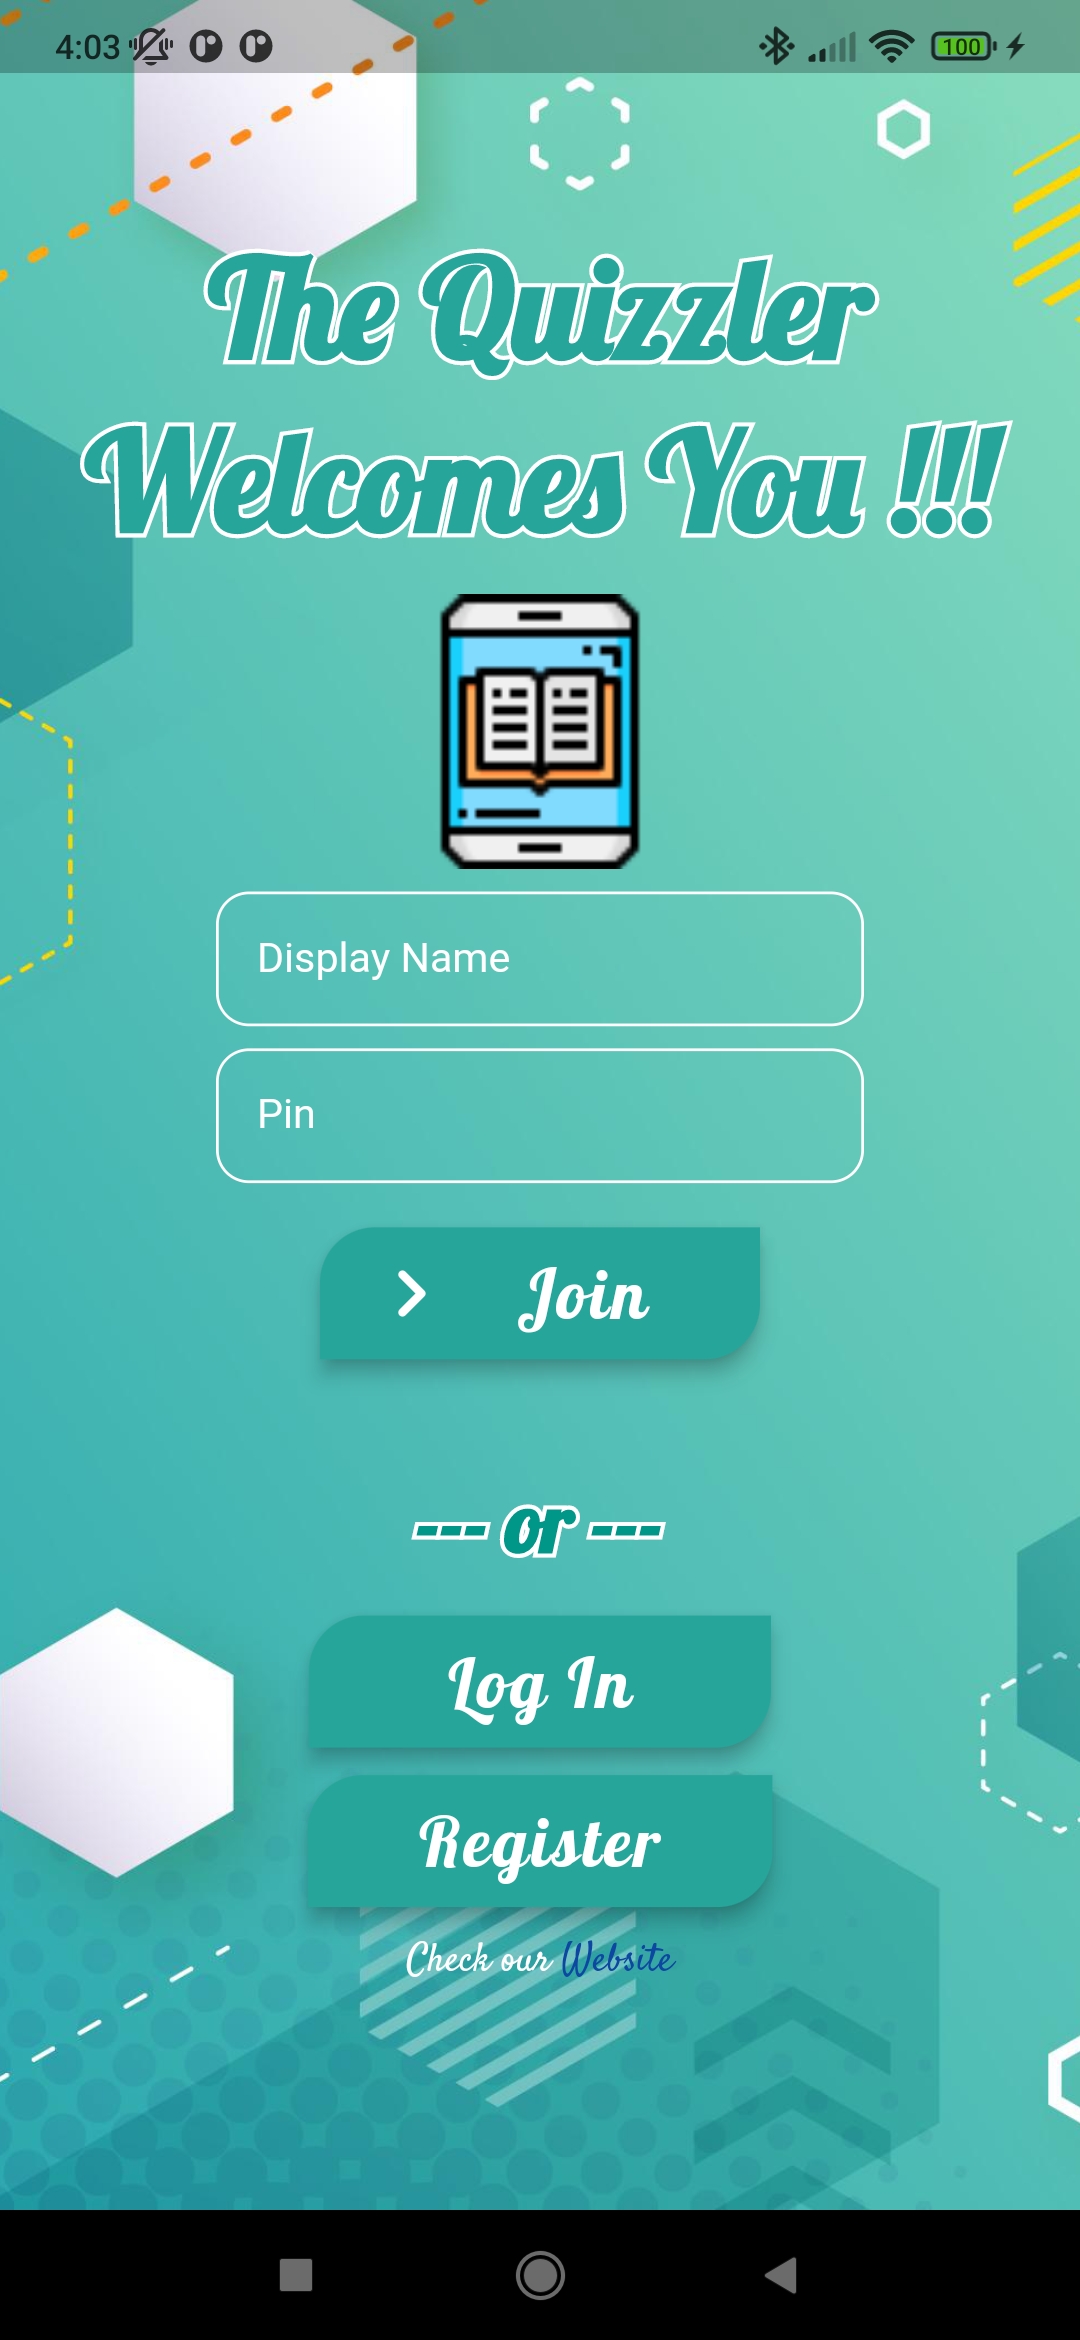 4:03
100
The Quizzler
Welcomes You !!!
Display Name
Pin
Join
--- or ---
Log In
Register
Check our Website